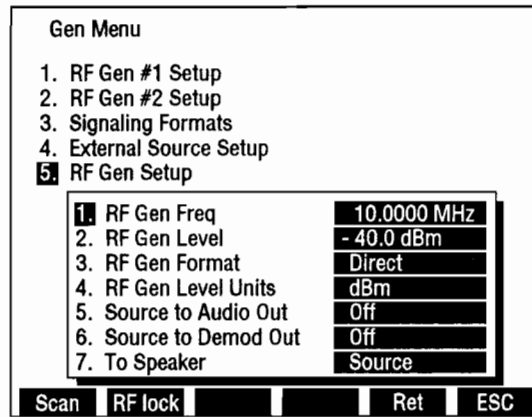 Gen Menu
1. RF Gen #1 Setup
2. RF Gen #2 Setup
3. Signaling Formats
4. External Source Setup
5. RF Gen Setup
1. RF Gen Freq 10.0000 MHz
2. RF Gen Level - 40.0 dBm
3. RF Gen Format Direct
4. RF Gen Level Units dBm
5. Source to Audio Out Off
6. Source to Demod Out Off
7. To Speaker Source
Scan RF lock Ret ESC